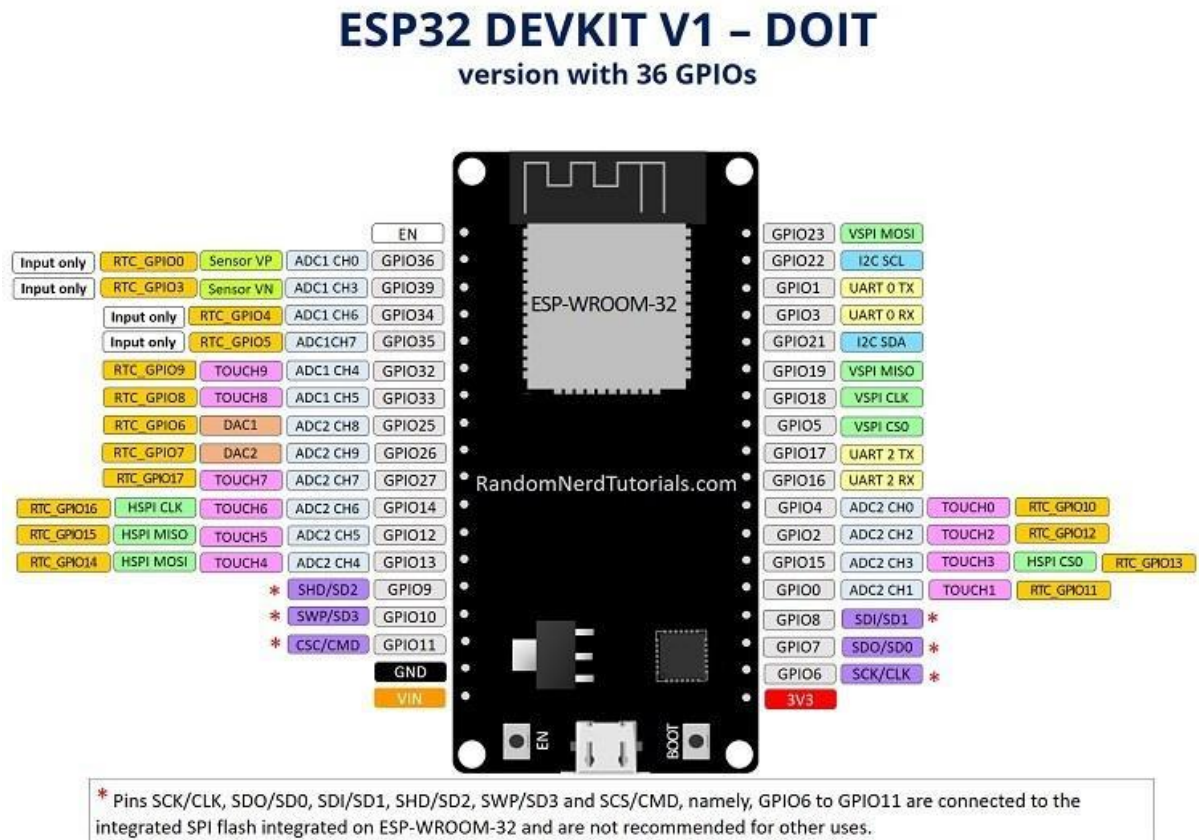 ESP32 DEVKIT V1 – DOIT
version with 36 GPIOs
EN
GPIO23 VSPI MOSI
Input only RTC_GPIO0 Sensor VP ADC1 CH0 GPIO36
GPIO22 I2C SCL
Input only RTC_GPIO3 Sensor VN ADC1 CH3 GPIO39
GPIO1 UART 0 TX
Input only RTC_GPIO4 ADC1 CH6 GPIO34
GPIO3 UART 0 RX
Input only RTC_GPIO5 ADC1CH7 GPIO35
GPIO21 I2C SDA
RTC_GPIO9 TOUCH9 ADC1 CH4 GPIO32
GPIO19 VSPI MISO
RTC_GPIO8 TOUCH8 ADC1 CH5 GPIO33
GPIO18 VSPI CLK
RTC_GPIO6 DAC1 ADC2 CH8 GPIO25
GPIO5 VSPI CS0
RTC_GPIO7 DAC2 ADC2 CH9 GPIO26
GPIO17 UART 2 TX
RTC_GPIO17 TOUCH7 ADC2 CH7 GPIO27
GPIO16 UART 2 RX
RTC_GPIO16 HSPI CLK TOUCH6 ADC2 CH6 GPIO14
GPIO4 ADC2 CH0 TOUCH0 RTC_GPIO10
RTC_GPIO15 HSPI MISO TOUCH5 ADC2 CH5 GPIO12
GPIO2 ADC2 CH2 TOUCH2 RTC_GPIO12
RTC_GPIO14 HSPI MOSI TOUCH4 ADC2 CH4 GPIO13
GPIO15 ADC2 CH3 TOUCH3 HSPI CS0 RTC_GPIO13
* SHD/SD2 GPIO9
GPIO0 ADC2 CH1 TOUCH1 RTC_GPIO11
* SWP/SD3 GPIO10
GPIO8 SDI/SD1 *
* CSC/CMD GPIO11
GPIO7 SDO/SD0 *
GND
GPIO6 SCK/CLK *
VIN
3V3
ESP-WROOM-32
RandomNerdTutorials.com
EN
BOOT
* Pins SCK/CLK, SDO/SD0, SDI/SD1, SHD/SD2, SWP/SD3 and SCS/CMD, namely, GPIO6 to GPIO11 are connected to the
integrated SPI flash integrated on ESP-WROOM-32 and are not recommended for other uses.